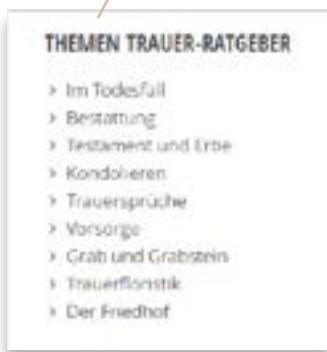 THEMEN TRAUER-RATGEBER
› Im Todesfall
› Bestattung
› Testament und Erbe
› Kondolieren
› Trauersprüche
› Vorsorge
› Grab und Grabstein
› Trauerfloristik
› Der Friedhof